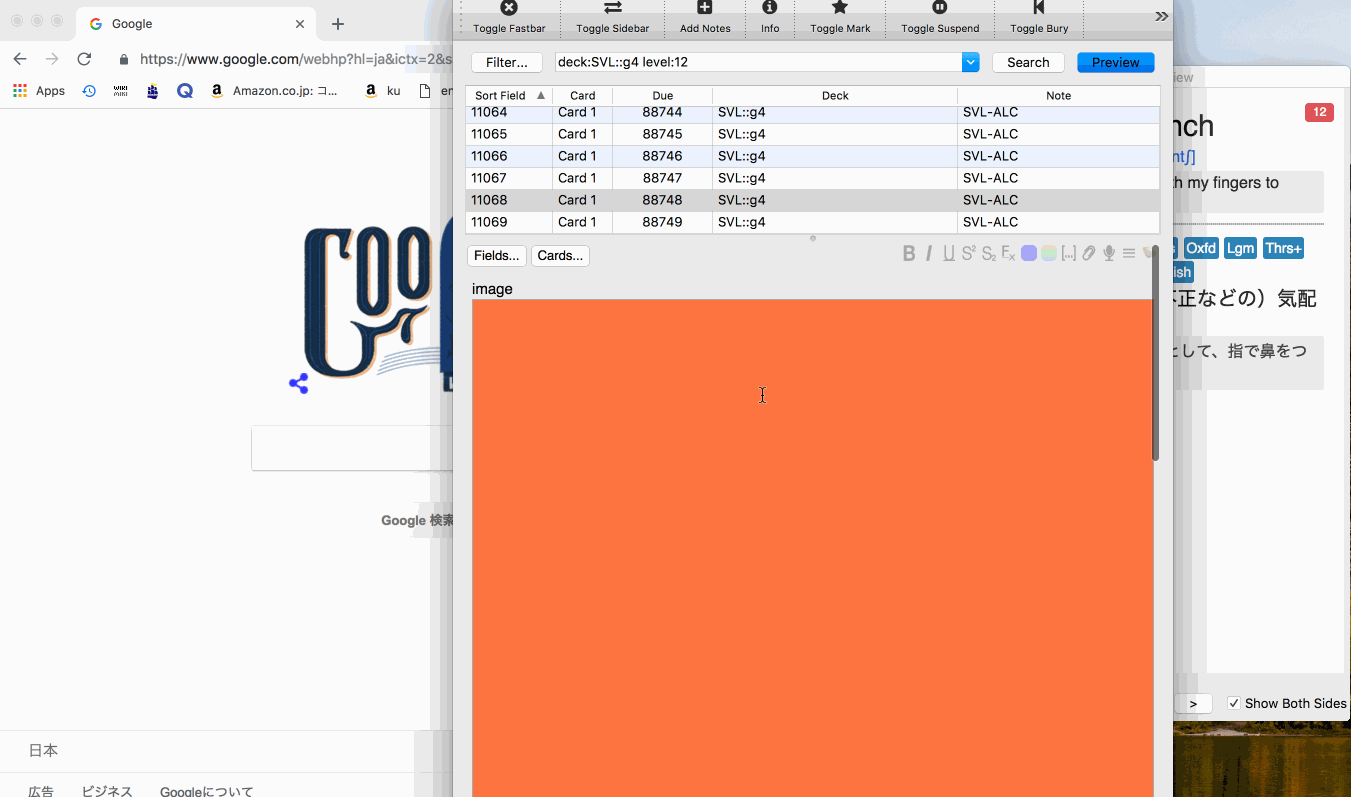 Google
https://www.google.com/webhp?hl=ja&ictx=2&s
Apps
WIKI
WIKI
Amazon.co.jp: コ...
ku
en
Google 検索
日本
広告 ビジネス Googleについて
Toggle Fastbar Toggle Sidebar Add Notes Info Toggle Mark Toggle Suspend Toggle Bury
Filter... deck:SVL::g4 level:12 Search Preview
Sort Field Card Due Deck Note
11064 Card 1 88744 SVL::g4 SVL-ALC
11065 Card 1 88745 SVL::g4 SVL-ALC
11066 Card 1 88746 SVL::g4 SVL-ALC
11067 Card 1 88747 SVL::g4 SVL-ALC
11068 Card 1 88748 SVL::g4 SVL-ALC
11069 Card 1 88749 SVL::g4 SVL-ALC
Fields... Cards...
image
12
nch
ntʃ]
h my fingers to
Oxfd Lgm Thrs+
ish
正などの）気配
として、指で鼻をつ
> Show Both Sides